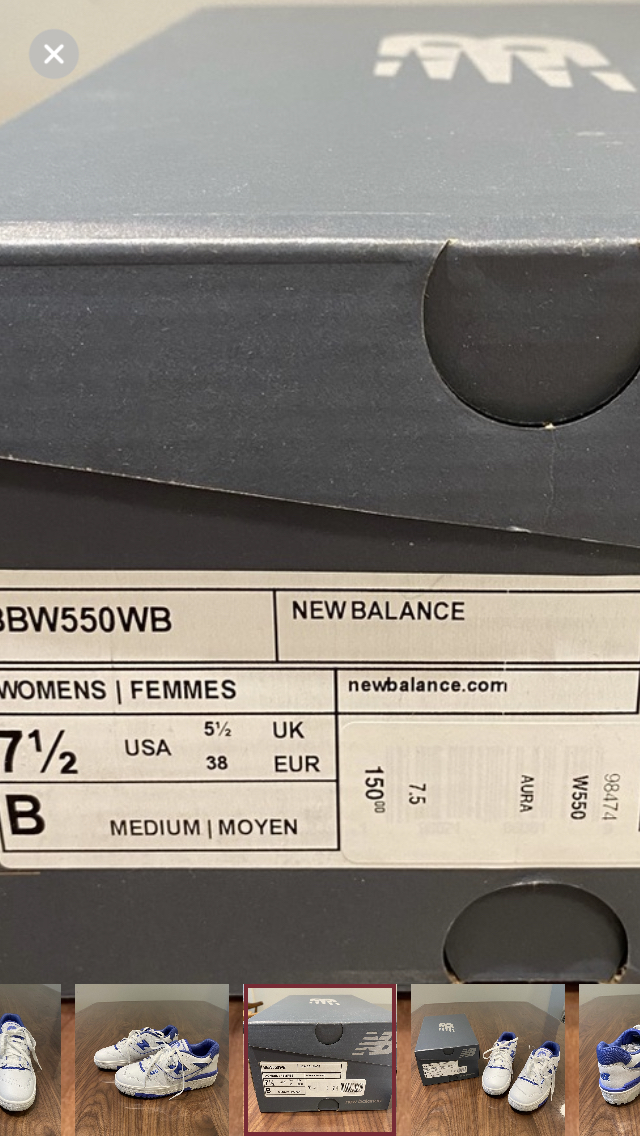 BBW550WB
NEW BALANCE
WOMENS | FEMMES
newbalance.com
7½ USA 5½ UK
38 EUR
B MEDIUM | MOYEN
150⁰⁰
7.5
AURA
W550
98474